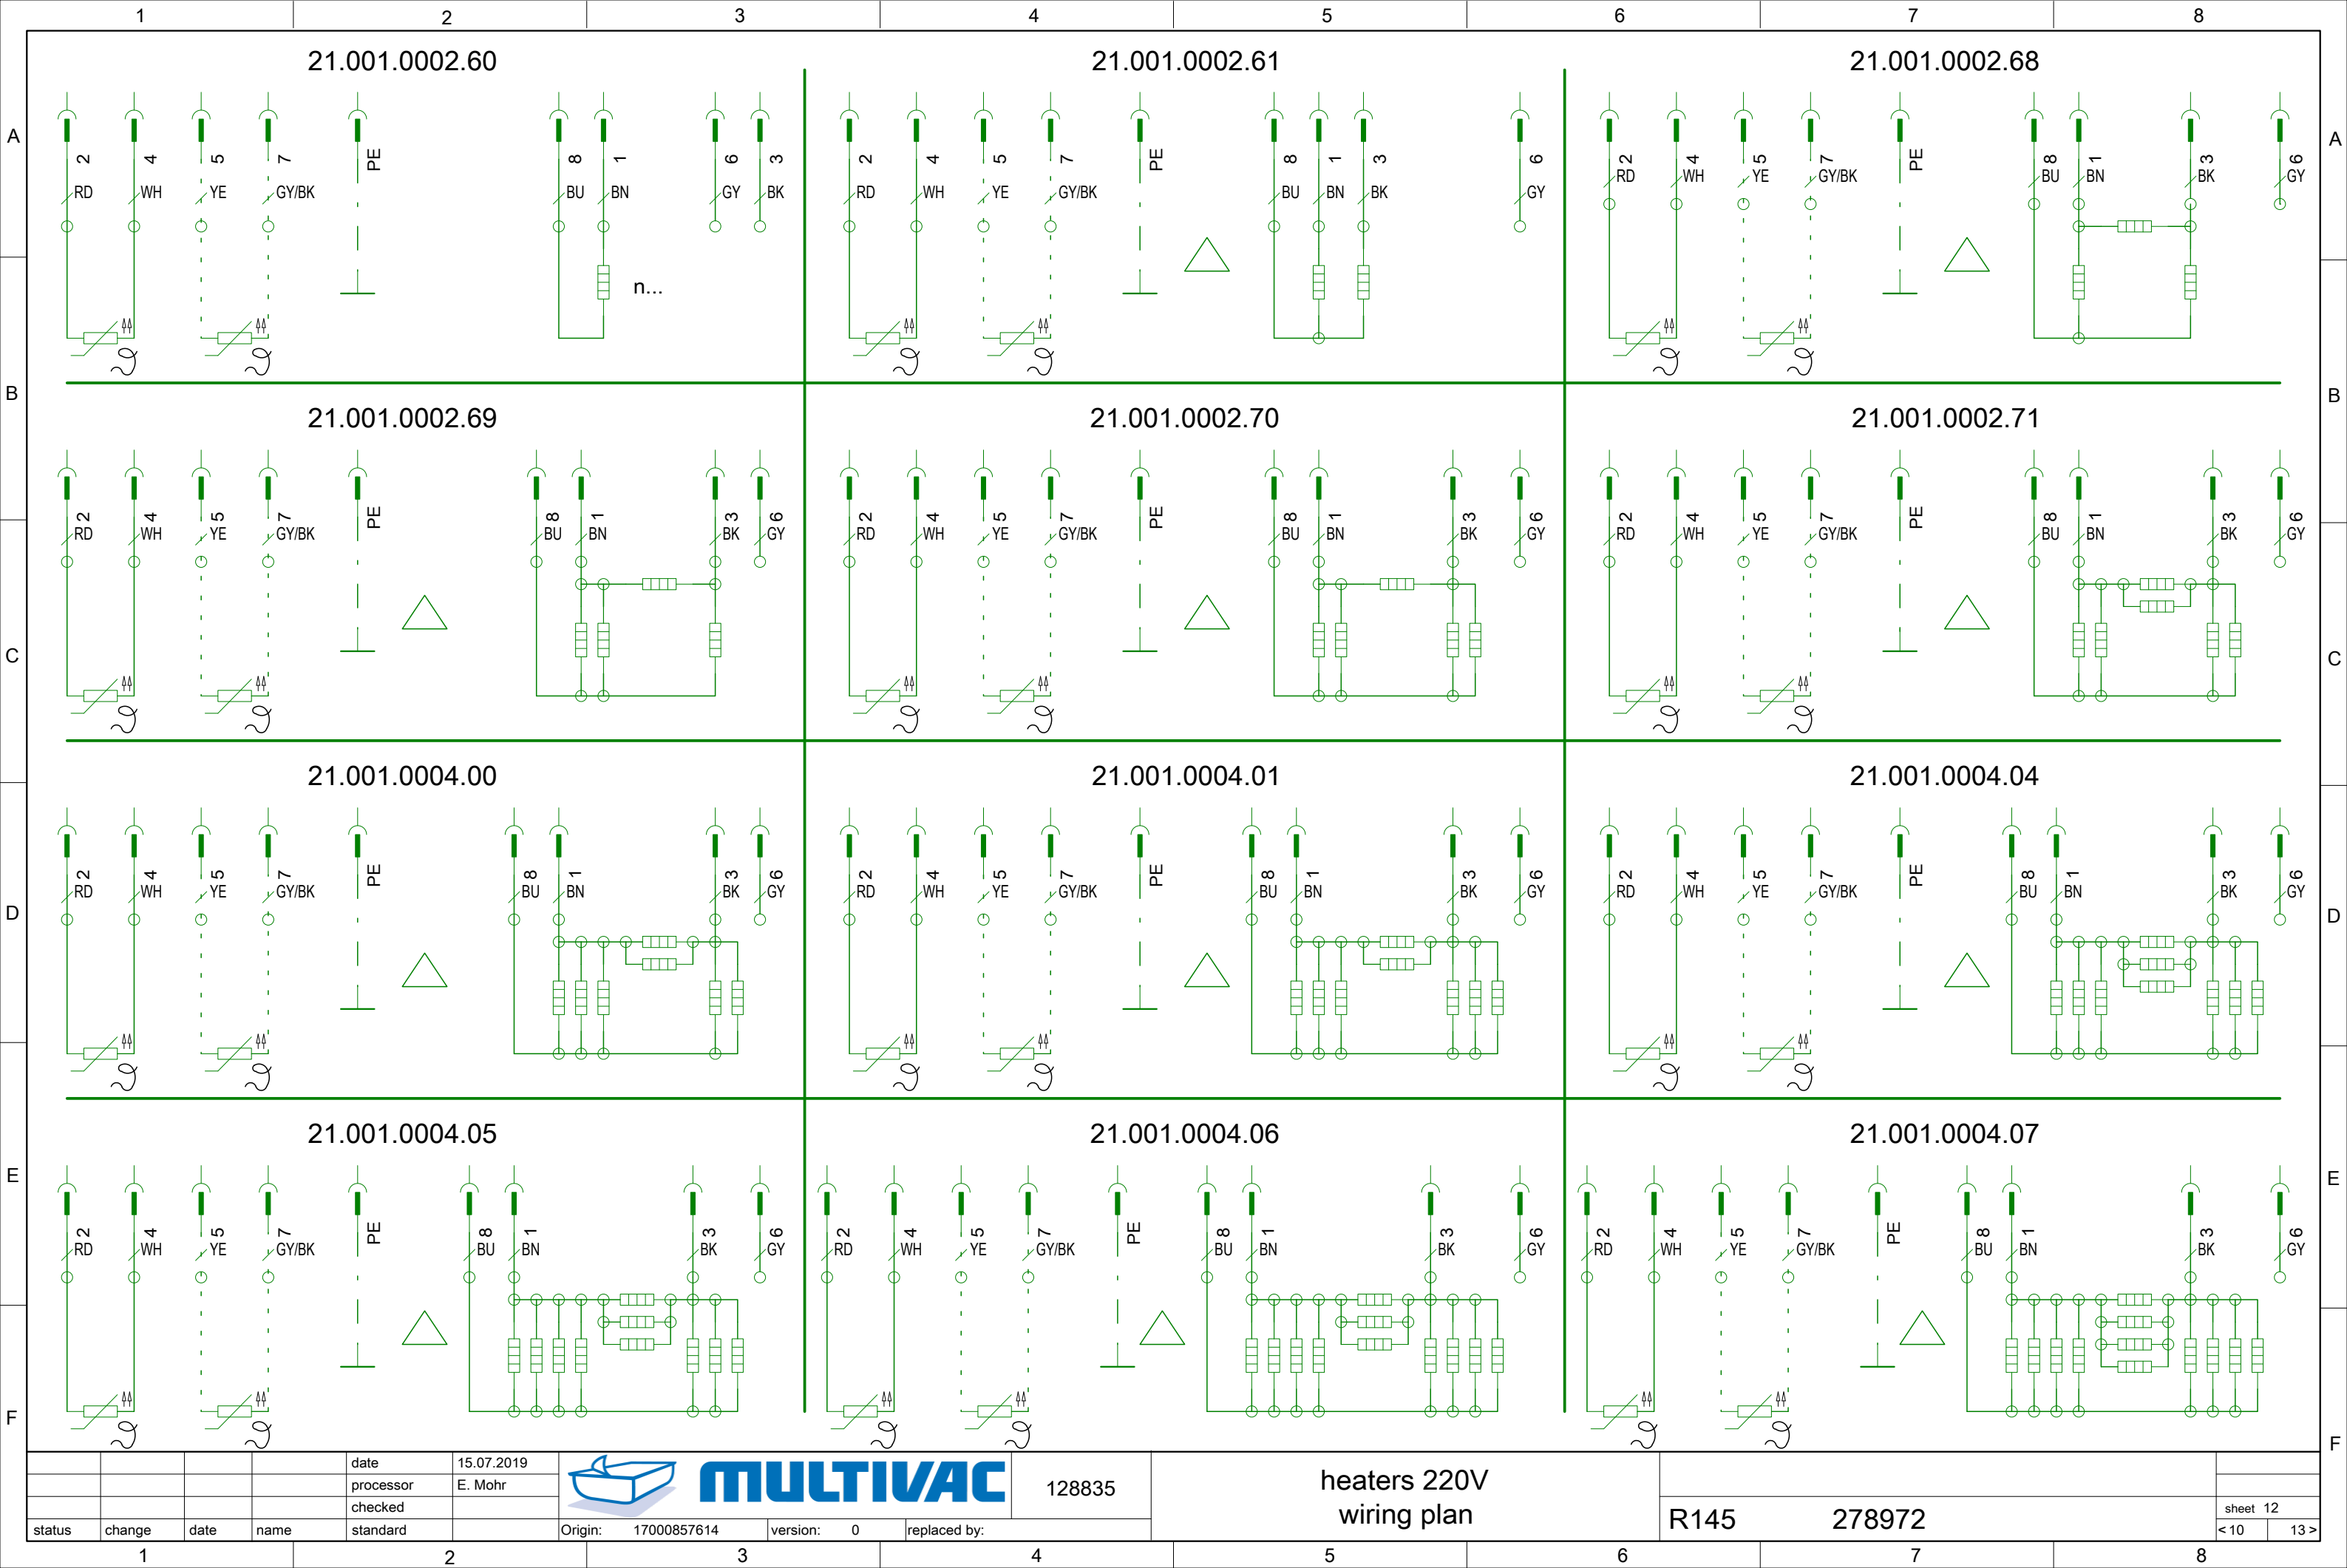 1 2 3 4 5 6 7 8
21.001.0002.60 21.001.0002.61 21.001.0002.68
A A
2 4 5 7 PE 8 1 6 3 2 4 5 7 PE 8 1 3 6 2 4 5 7 PE 8 1 3 6
RD WH YE GY/BK BU BN GY BK RD WH YE GY/BK BU BN BK GY RD WH YE GY/BK BU BN BK GY
n...
B B
21.001.0002.69 21.001.0002.70 21.001.0002.71
2 4 5 7 PE 8 1 3 6 2 4 5 7 PE 8 1 3 6 2 4 5 7 PE 8 1 3 6
RD WH YE GY/BK BU BN BK GY RD WH YE GY/BK BU BN BK GY RD WH YE GY/BK BU BN BK GY
C C
21.001.0004.00 21.001.0004.01 21.001.0004.04
2 4 5 7 PE 8 1 3 6 2 4 5 7 PE 8 1 3 6 2 4 5 7 PE 8 1 3 6
RD WH YE GY/BK BU BN BK GY RD WH YE GY/BK BU BN BK GY RD WH YE GY/BK BU BN BK GY
D D
21.001.0004.05 21.001.0004.06 21.001.0004.07
E E
2 4 5 7 PE 8 1 3 6 2 4 5 7 PE 8 1 3 6 2 4 5 7 PE 8 1 3 6
RD WH YE GY/BK BU BN BK GY RD WH YE GY/BK BU BN BK GY RD WH YE GY/BK BU BN BK GY
F F
date 15.07.2019
processor E. Mohr
checked
status change date name standard
MULTIVAC
128835
Origin: 17000857614 version: 0 replaced by:
heaters 220V
wiring plan
R145 278972
sheet 12
< 10 13 >
1 2 3 4 5 6 7 8